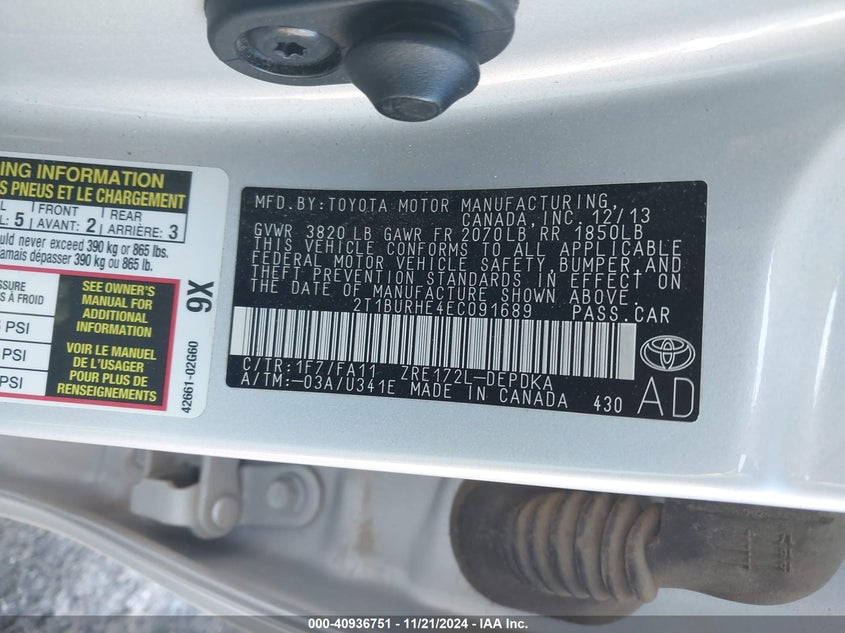 ING INFORMATION
S PNEUS ET LE CHARGEMENT
L 5 FRONT 2 REAR 3
L: AVANT: ARRIÈRE:
ould never exceed 390 kg or 865 lbs.
amais dépasser 390 kg ou 865 lb.
SSURE
S À FROID
PSI
PSI
SEE OWNER'S
MANUAL FOR
ADDITIONAL
INFORMATION
VOIR LE MANUEL
DE L'USAGER
POUR PLUS DE
RENSEIGNEMENTS
9X
42661-02G60
MFD.BY:TOYOTA MOTOR MANUFACTURING,
CANADA, INC. 12/13
GVWR 3820 LB GAWR FR 2070LB RR 1850LB
THIS VEHICLE CONFORMS TO ALL APPLICABLE
FEDERAL MOTOR VEHICLE SAFETY, BUMPER, AND
THEFT PREVENTION STANDARDS IN EFFECT ON
THE DATE OF MANUFACTURE SHOWN ABOVE.
2T1BURHE4EC091689 PASS.CAR
C/TR:1F7/FA11 ZRE172L-DEPDKA
A/TM:-03A/U341E MADE IN CANADA 430
AD
000-40936751 — 11/21/2024 — IAA Inc.